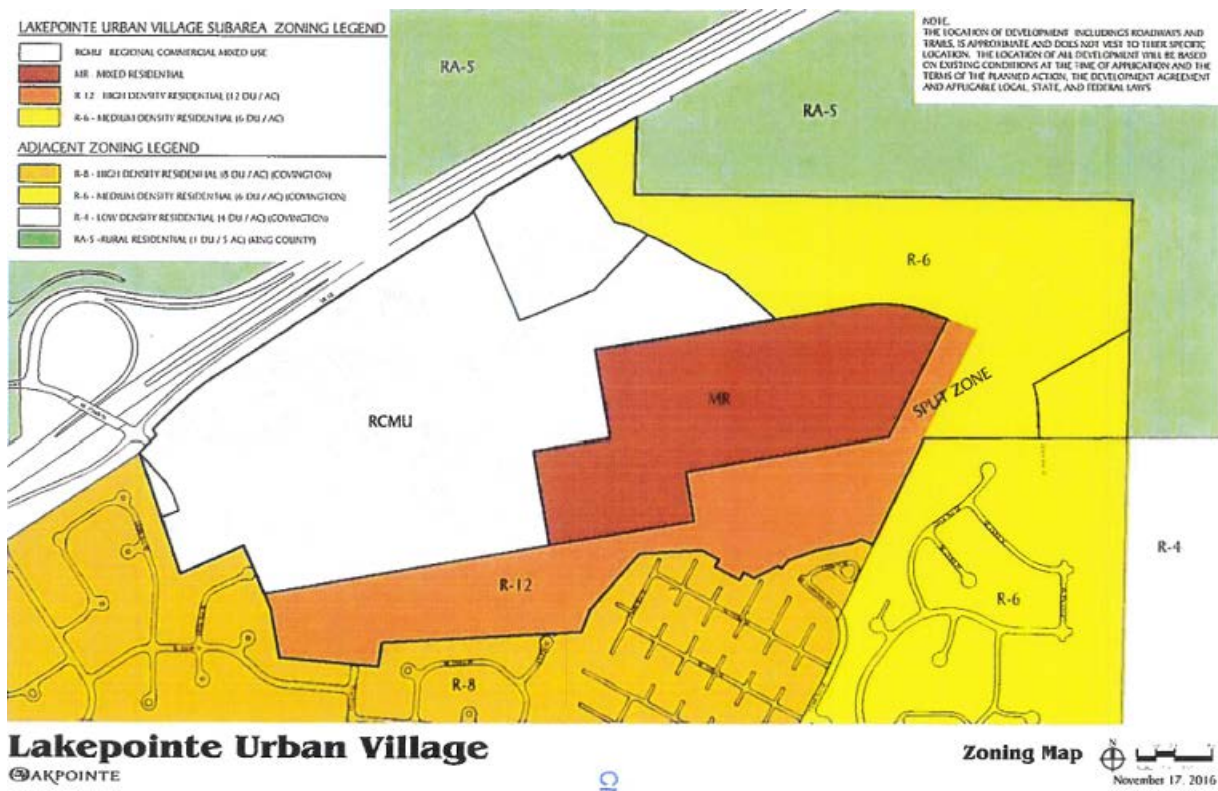 LAKEPOINTE URBAN VILLAGE SUBAREA ZONING LEGEND
RCMU - REGIONAL COMMERCIAL MIXED USE
MR - MIXED RESIDENTIAL
R-12 - HIGH DENSITY RESIDENTIAL (12 DU / AC)
R-6 - MEDIUM DENSITY RESIDENTIAL (6 DU / AC)
ADJACENT ZONING LEGEND
R-8 - HIGH DENSITY RESIDENTIAL (8 DU / AC) (COVINGTON)
R-6 - MEDIUM DENSITY RESIDENTIAL (6 DU / AC) (COVINGTON)
R-4 - LOW DENSITY RESIDENTIAL (4 DU / AC) (COVINGTON)
RA-5 - RURAL RESIDENTIAL (1 DU / 5 AC) (KING COUNTY)
NOTE.
THE LOCATION OF DEVELOPMENT INCLUDINGS ROADWAYS AND
TRAILS, IS APPROXIMATE AND DOES NOT VEST TO THEIR SPECIFIC
LOCATION. THE LOCATION OF ALL DEVELOPMENT WILL BE BASED
ON EXISTING CONDITIONS AT THE TIME OF APPLICATION AND THE
TERMS OF THE PLANNED ACTION, THE DEVELOPMENT AGREEMENT
AND APPLICABLE LOCAL, STATE, AND FEDERAL LAWS
RA-5
RA-5
R-6
MR
SPLIT ZONE
RCMU
R-4
R-12
R-6
R-8
Lakepointe Urban Village
OAKPOINTE
Zoning Map
N
November 17, 2016